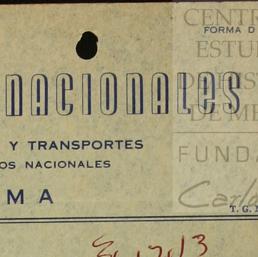 CENTR
FORMA D
ESTU
NACIONALES
DE ME
Y TRANSPORTES
OS NACIONALES
FUNDA
MA
Carlo
T. G.